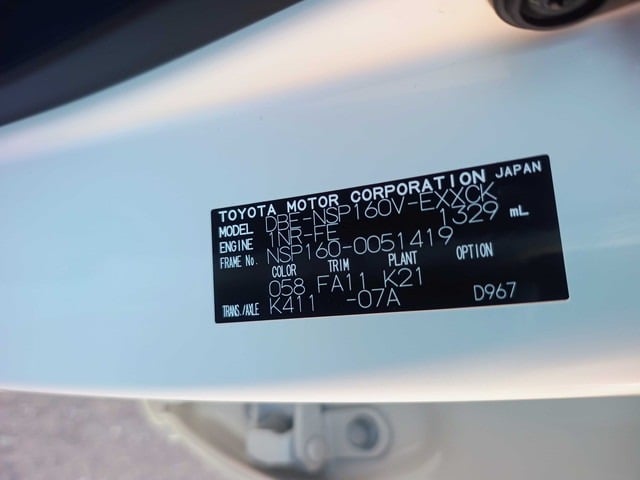 TOYOTA MOTOR CORPORATION JAPAN
MODEL DBE-NSP160V-EXXCK
ENGINE 1NR-FE 1329 mL
FRAME No. NSP160-0051419
COLOR TRIM PLANT OPTION
058 FA11 K21
TRANS./AXLE K411 -07A D967